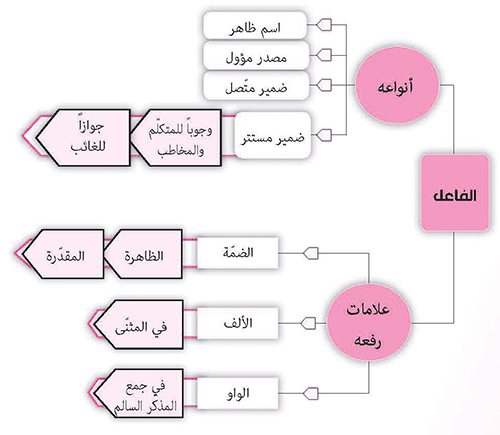 الفاعل
أنواعه
اسم ظاهر
مصدر مؤول
ضمير متّصل
ضمير مستتر
وجوباً للمتكلّم
والمخاطب
جوازاً
للغائب
علامات
رفعه
الضمّة
الظاهرة
المقدّرة
الألف
في المثنّى
الواو
في جمع
المذكر السالم